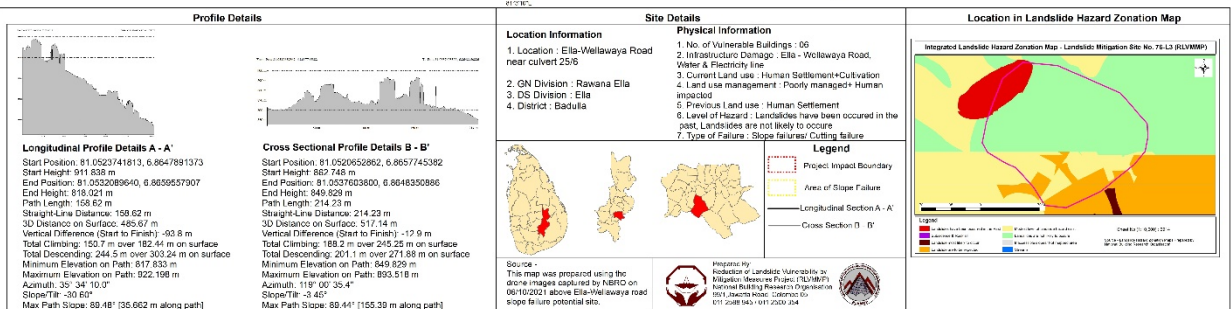 Profile Details
Longitudinal Profile Details A - A'
Start Position: 81.0523741813, 6.8647891373
Start Height: 911.838 m
End Position: 81.0532089640, 6.8659557907
End Height: 818.021 m
Path Length: 158.62 m
Straight-Line Distance: 158.62 m
3D Distance on Surface: 485.67 m
Vertical Difference (Start to Finish): -93.8 m
Total Climbing: 150.7 m over 182.44 m on surface
Total Descending: 244.5 m over 303.24 m on surface
Minimum Elevation on Path: 817.833 m
Maximum Elevation on Path: 922.198 m
Azimuth: 35° 34' 10.0"
Slope/Tilt: -30.60°
Max Path Slope: 89.48° [35.662 m along path]
Cross Sectional Profile Details B - B'
Start Position: 81.0520652862, 6.8657745382
Start Height: 862.748 m
End Position: 81.0537603800, 6.8648350886
End Height: 849.829 m
Path Length: 214.23 m
Straight-Line Distance: 214.23 m
3D Distance on Surface: 517.14 m
Vertical Difference (Start to Finish): -12.9 m
Total Climbing: 188.2 m over 245.25 m on surface
Total Descending: 201.1 m over 271.88 m on surface
Minimum Elevation on Path: 849.829 m
Maximum Elevation on Path: 893.518 m
Azimuth: 119° 00' 35.4"
Slope/Tilt: -3.45°
Max Path Slope: 89.44° [155.39 m along path]
Site Details
Location Information
1. Location : Ella-Wellawaya Road
near culvert 25/6
2. GN Division : Rawana Ella
3. DS Division : Ella
4. District : Badulla
Physical Information
1. No. of Vulnerable Buildings : 06
2. Infrastructure Damage : Ella - Wellawaya Road,
Water & Electricity line
3. Current Land use : Human Settlement+Cultivation
4. Land use management : Poorly managed+ Human
impacted
5. Previous Land use : Human Settlement
6. Level of Hazard : Landslides have been occured in the
past, Landslides are not likely to occure
7. Type of Failure : Slope failures/ Cutting failure
Legend
Project Impact Boundary
Area of Slope Failure
Longitudinal Section A - A'
Cross Section B - B'
Source -
This map was prepared using the
drone images captured by NBRO on
06/10/2021 above Ella-Wellawaya road
slope failure potential site.
Prepared By
Reduction of Landslide Vulnerability by
Mitigation Measures Project (RLVMMP)
National Building Research Organisation
99/1, Jawatta Road, Colombo 05
Location in Landslide Hazard Zonation Map
Integrated Landslide Hazard Zonation Map - Landslide Mitigation Site No. 76-L3 (RLVMMP)
Legend